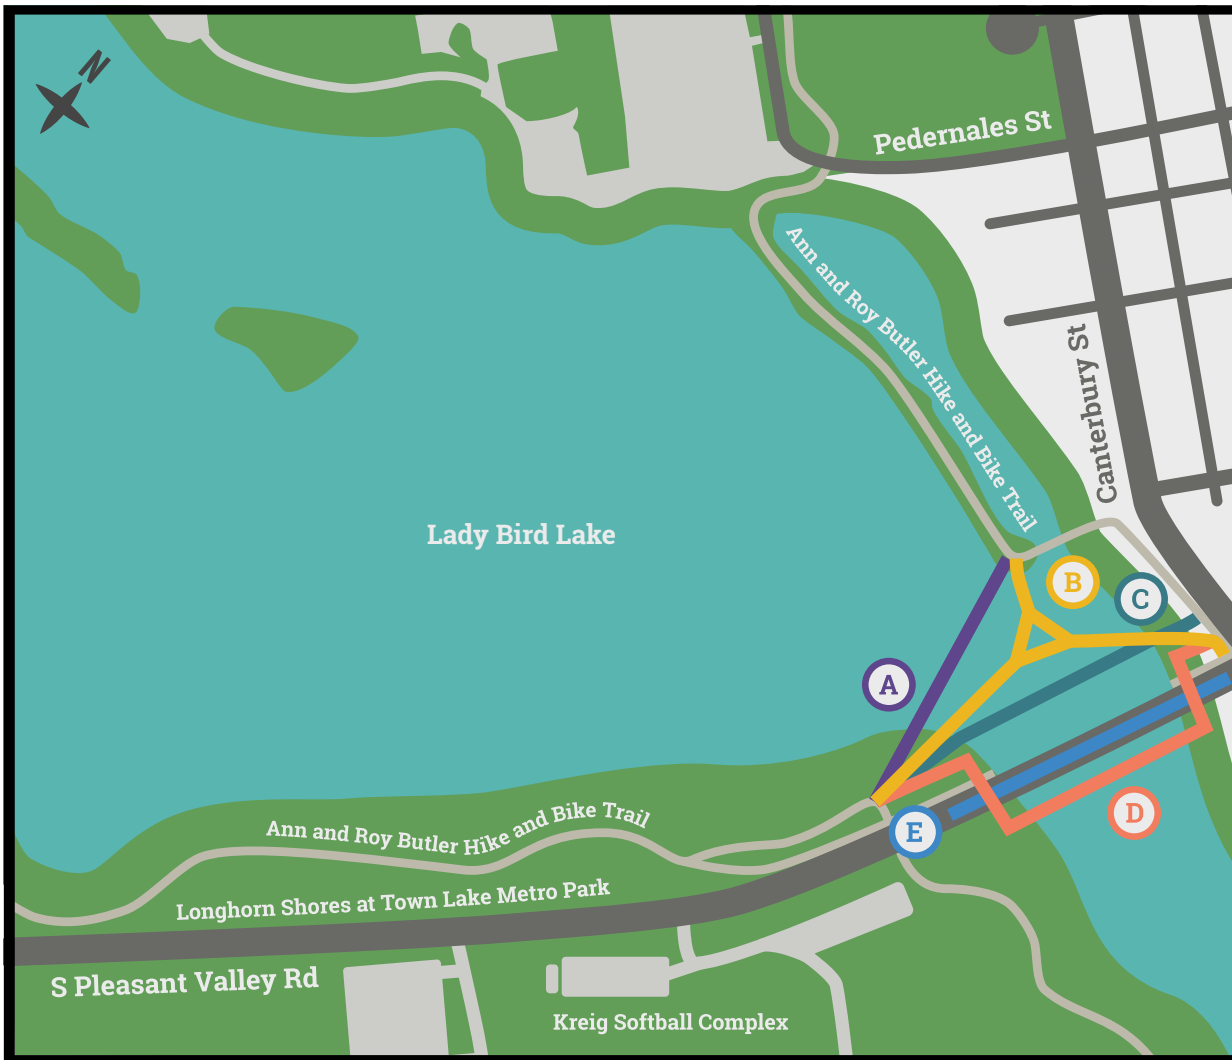 N
Pedernales St
Ann and Roy Butler Hike and Bike Trail
Canterbury St
Lady Bird Lake
B
C
A
Ann and Roy Butler Hike and Bike Trail
D
E
Longhorn Shores at Town Lake Metro Park
S Pleasant Valley Rd
Kreig Softball Complex